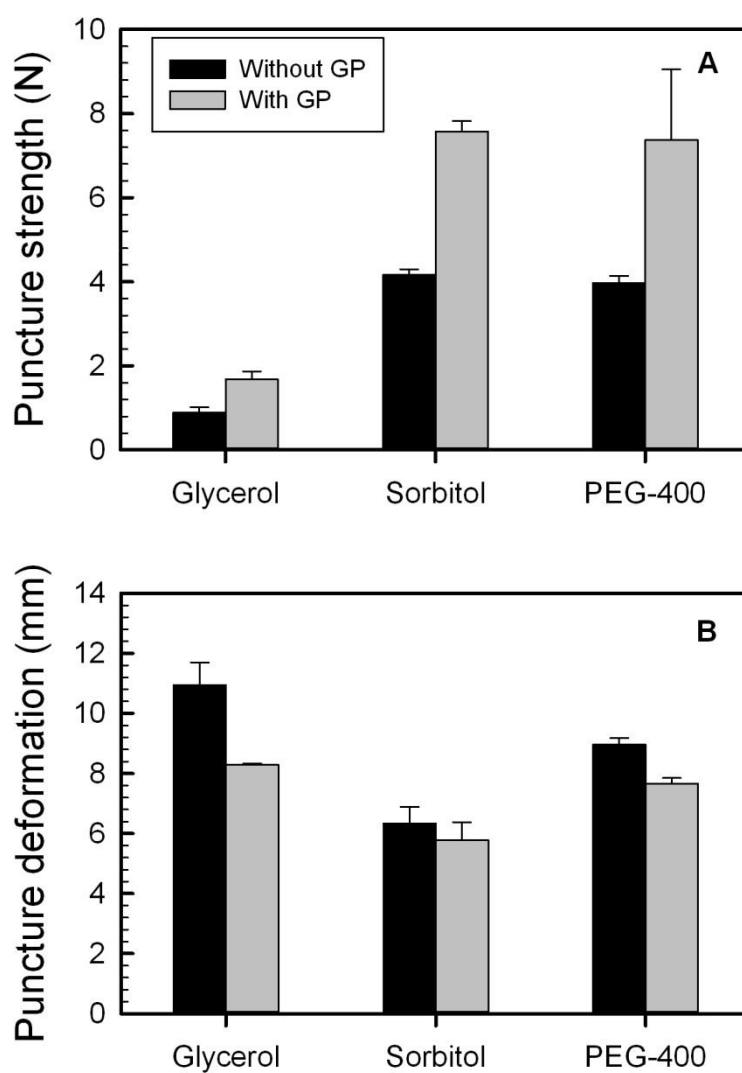 Puncture strength (N)
10
8
6
4
2
0
Without GP
With GP
A
Glycerol Sorbitol PEG-400
Puncture deformation (mm)
14
12
10
8
6
4
2
0
B
Glycerol Sorbitol PEG-400